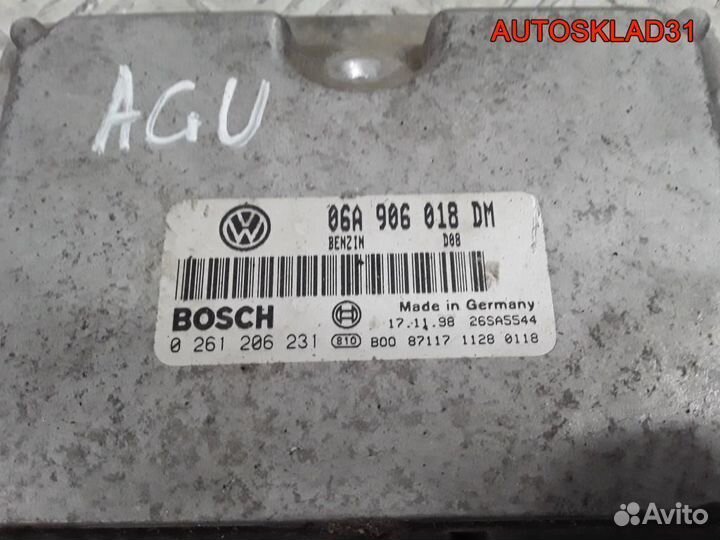 AUTOSKLAD31
AGU
06A 906 018 DM
BENZIN D08
BOSCH
Made in Germany
17.11.98 26SA5544
0 261 206 231 810 B00 87117 1128 0118
Avito